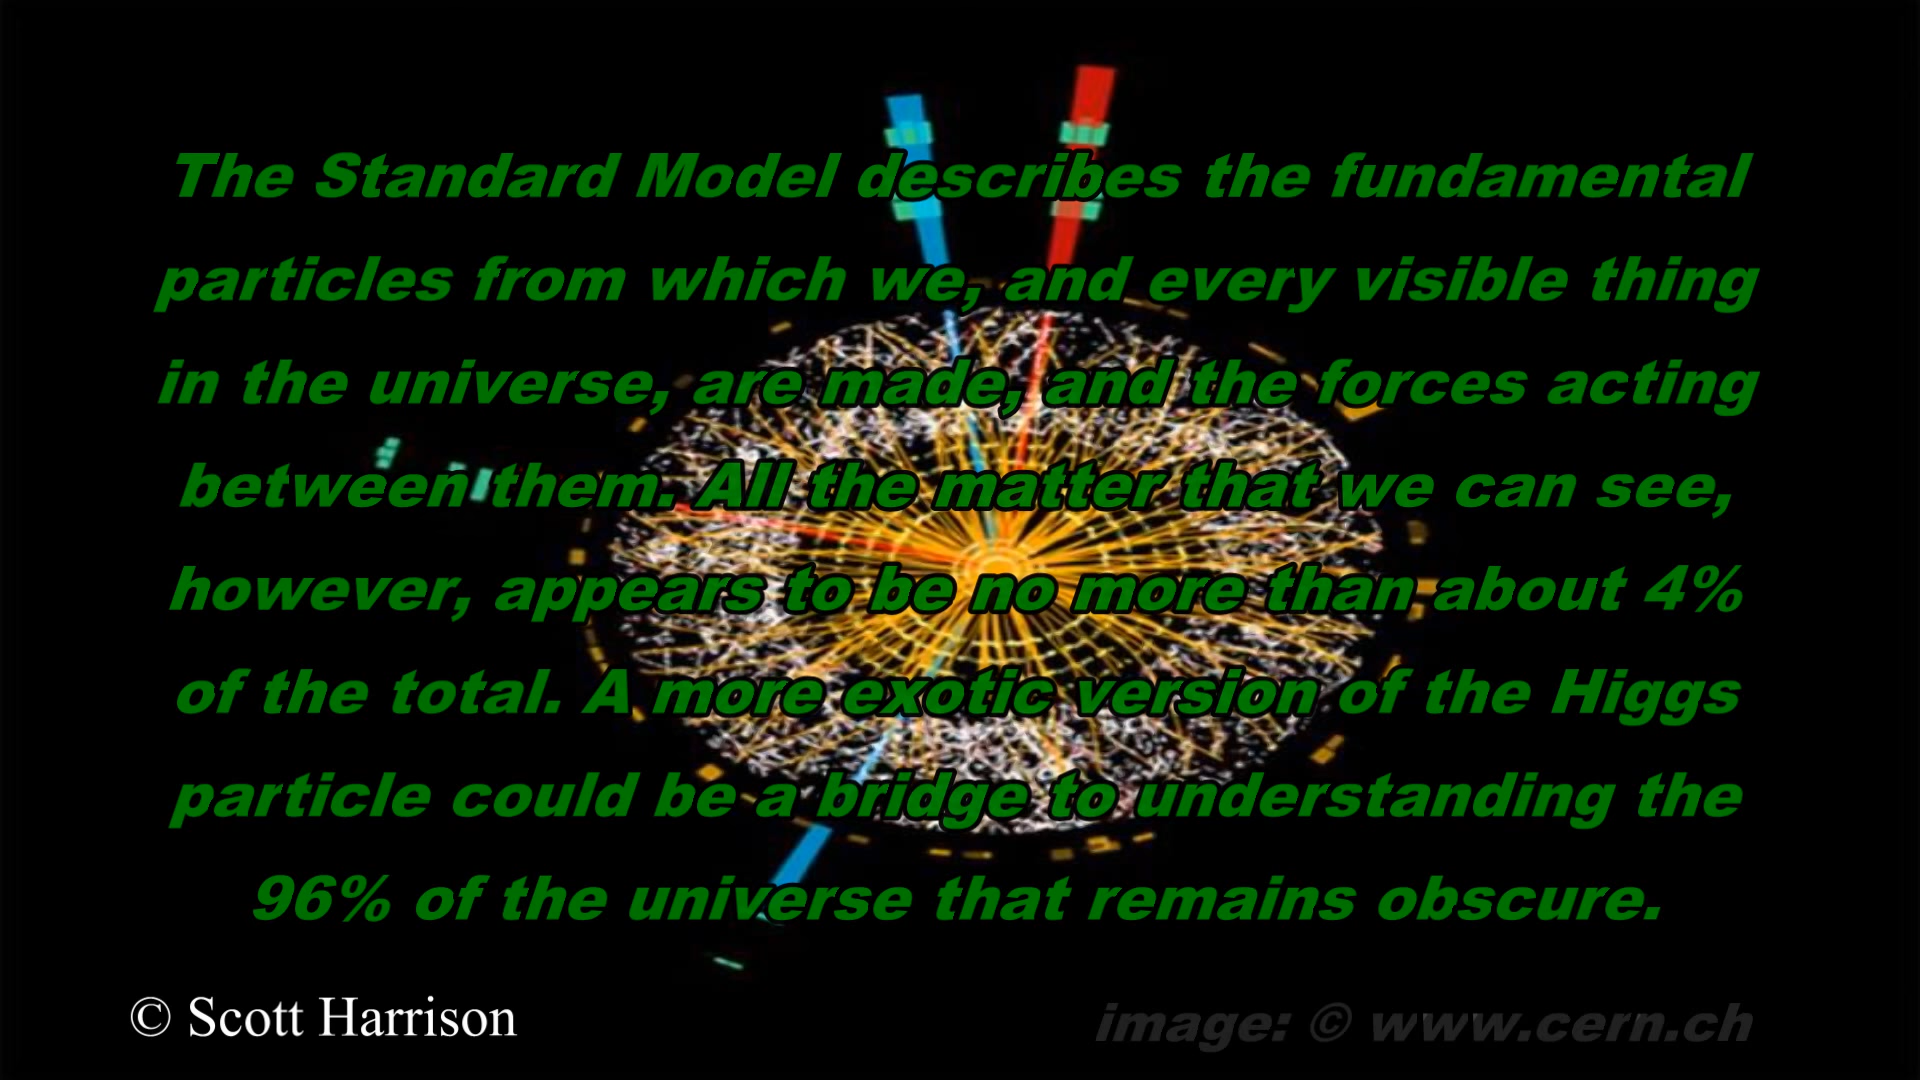 The Standard Model describes the fundamental
particles from which we, and every visible thing
in the universe, are made, and the forces acting
between them. All the matter that we can see,
however, appears to be no more than about 4%
of the total. A more exotic version of the Higgs
particle could be a bridge to understanding the
96% of the universe that remains obscure.
© Scott Harrison
image: © www.cern.ch